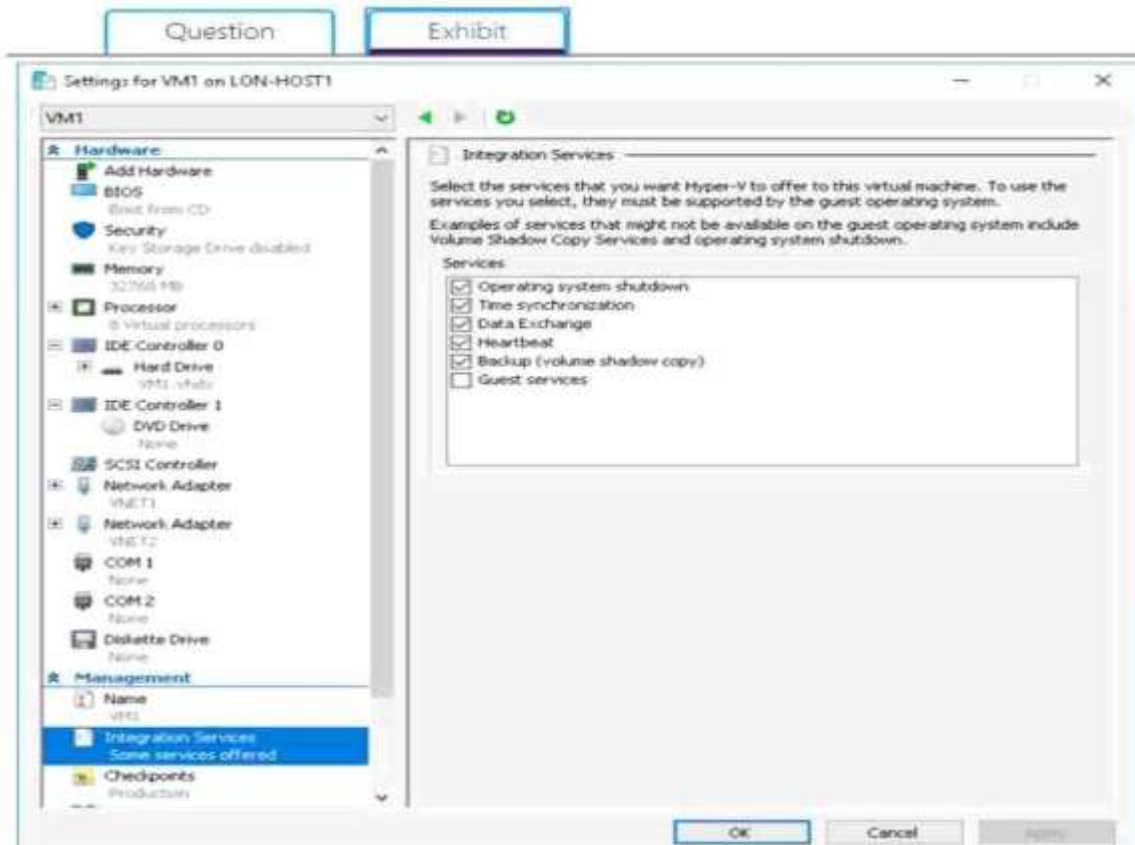 Question
Exhibit
Settings for VM1 on LON-HOST1
VM1
Hardware
Add Hardware
BIOS
Boot from CD
Security
Key Storage Drive disabled
Memory
32768 MB
Processor
8 Virtual processors
IDE Controller 0
Hard Drive
VM1.vhdx
IDE Controller 1
DVD Drive
None
SCSI Controller
Network Adapter
VNET1
Network Adapter
VNET2
COM 1
None
COM 2
None
Diskette Drive
None
Management
Name
VM1
Integration Services
Some services offered
Checkpoints
Production
Integration Services
Select the services that you want Hyper-V to offer to this virtual machine. To use the
services you select, they must be supported by the guest operating system.
Examples of services that might not be available on the guest operating system include
Volume Shadow Copy Services and operating system shutdown.
Services
Operating system shutdown
Time synchronization
Data Exchange
Heartbeat
Backup (volume shadow copy)
Guest services
OK
Cancel
Apply